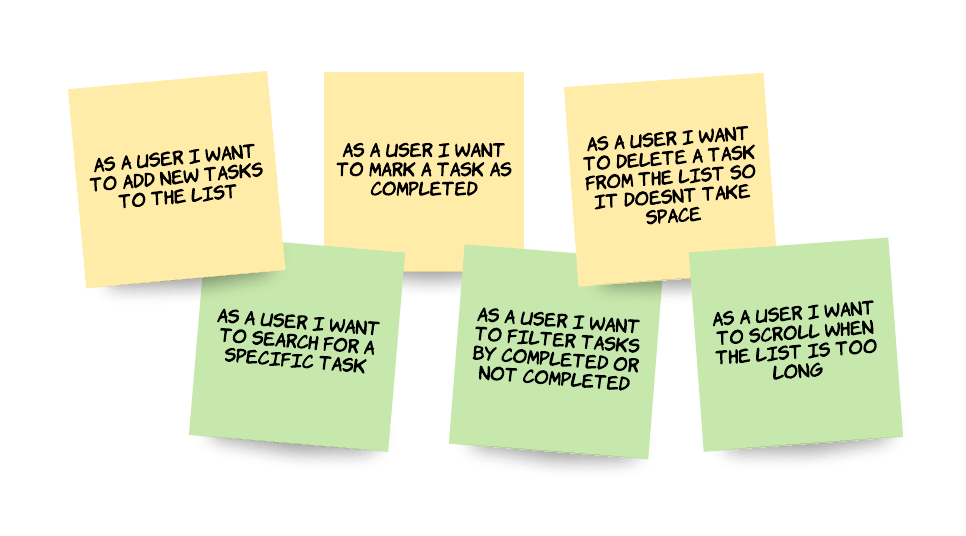 AS A USER I WANT
TO ADD NEW TASKS
TO THE LIST
AS A USER I WANT
TO MARK A TASK AS
COMPLETED
AS A USER I WANT
TO DELETE A TASK
FROM THE LIST SO
IT DOESNT TAKE
SPACE
AS A USER I WANT
TO SEARCH FOR A
SPECIFIC TASK
AS A USER I WANT
TO FILTER TASKS
BY COMPLETED OR
NOT COMPLETED
AS A USER I WANT
TO SCROLL WHEN
THE LIST IS TOO
LONG